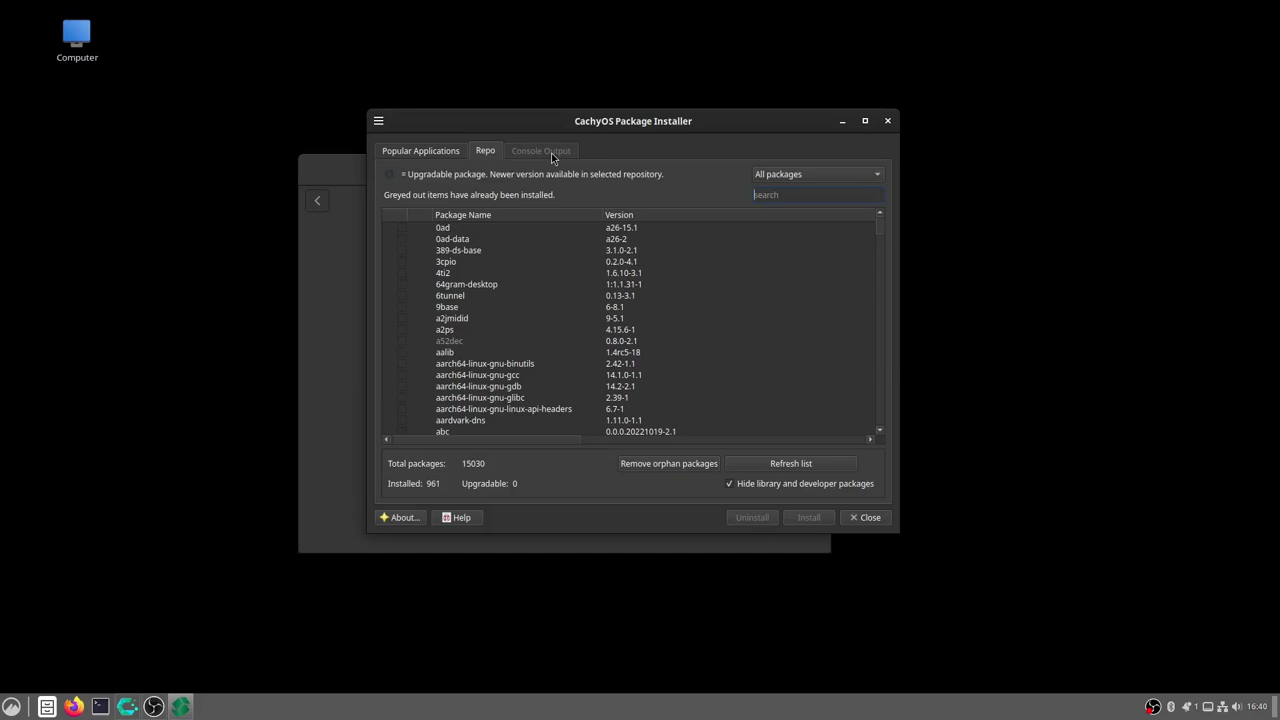 Computer
CachyOS Package Installer
Popular Applications
Repo
Console Output
= Upgradable package. Newer version available in selected repository.
All packages
Greyed out items have already been installed.
search
Package Name Version
0ad a26-15.1
0ad-data a26-2
389-ds-base 3.1.0-2.1
3cpio 0.2.0-4.1
4ti2 1.6.10-3.1
64gram-desktop 1:1.1.31-1
6tunnel 0.13-3.1
9base 6-8.1
a2jmidid 9-5.1
a2ps 4.15.6-1
a52dec 0.8.0-2.1
aalib 1.4rc5-18
aarch64-linux-gnu-binutils 2.42-1.1
aarch64-linux-gnu-gcc 14.1.0-1.1
aarch64-linux-gnu-gdb 14.2-2.1
aarch64-linux-gnu-glibc 2.39-1
aarch64-linux-gnu-linux-api-headers 6.7-1
aardvark-dns 1.11.0-1.1
abc 0.0.0.20221019-2.1
Total packages: 15030
Remove orphan packages
Refresh list
Installed: 961 Upgradable: 0
Hide library and developer packages
About...
Help
Uninstall
Install
Close
1
16:40